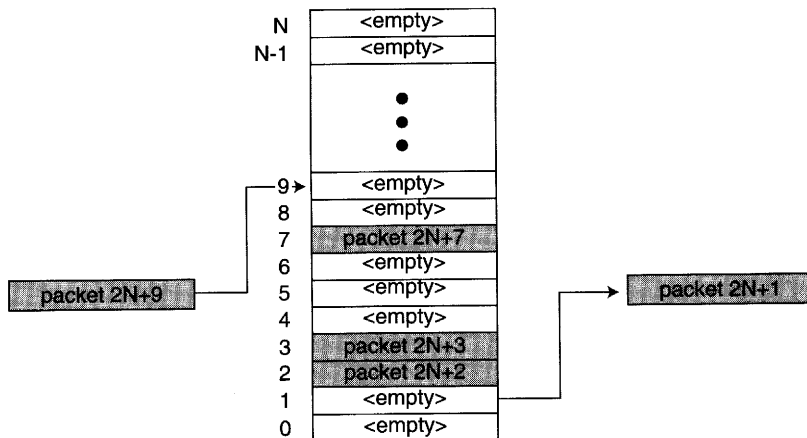 N <empty>
N-1 <empty>
9 <empty>
8 <empty>
7 packet 2N+7
6 <empty>
packet 2N+9
5 <empty>
packet 2N+1
4 <empty>
3 packet 2N+3
2 packet 2N+2
1 <empty>
0 <empty>